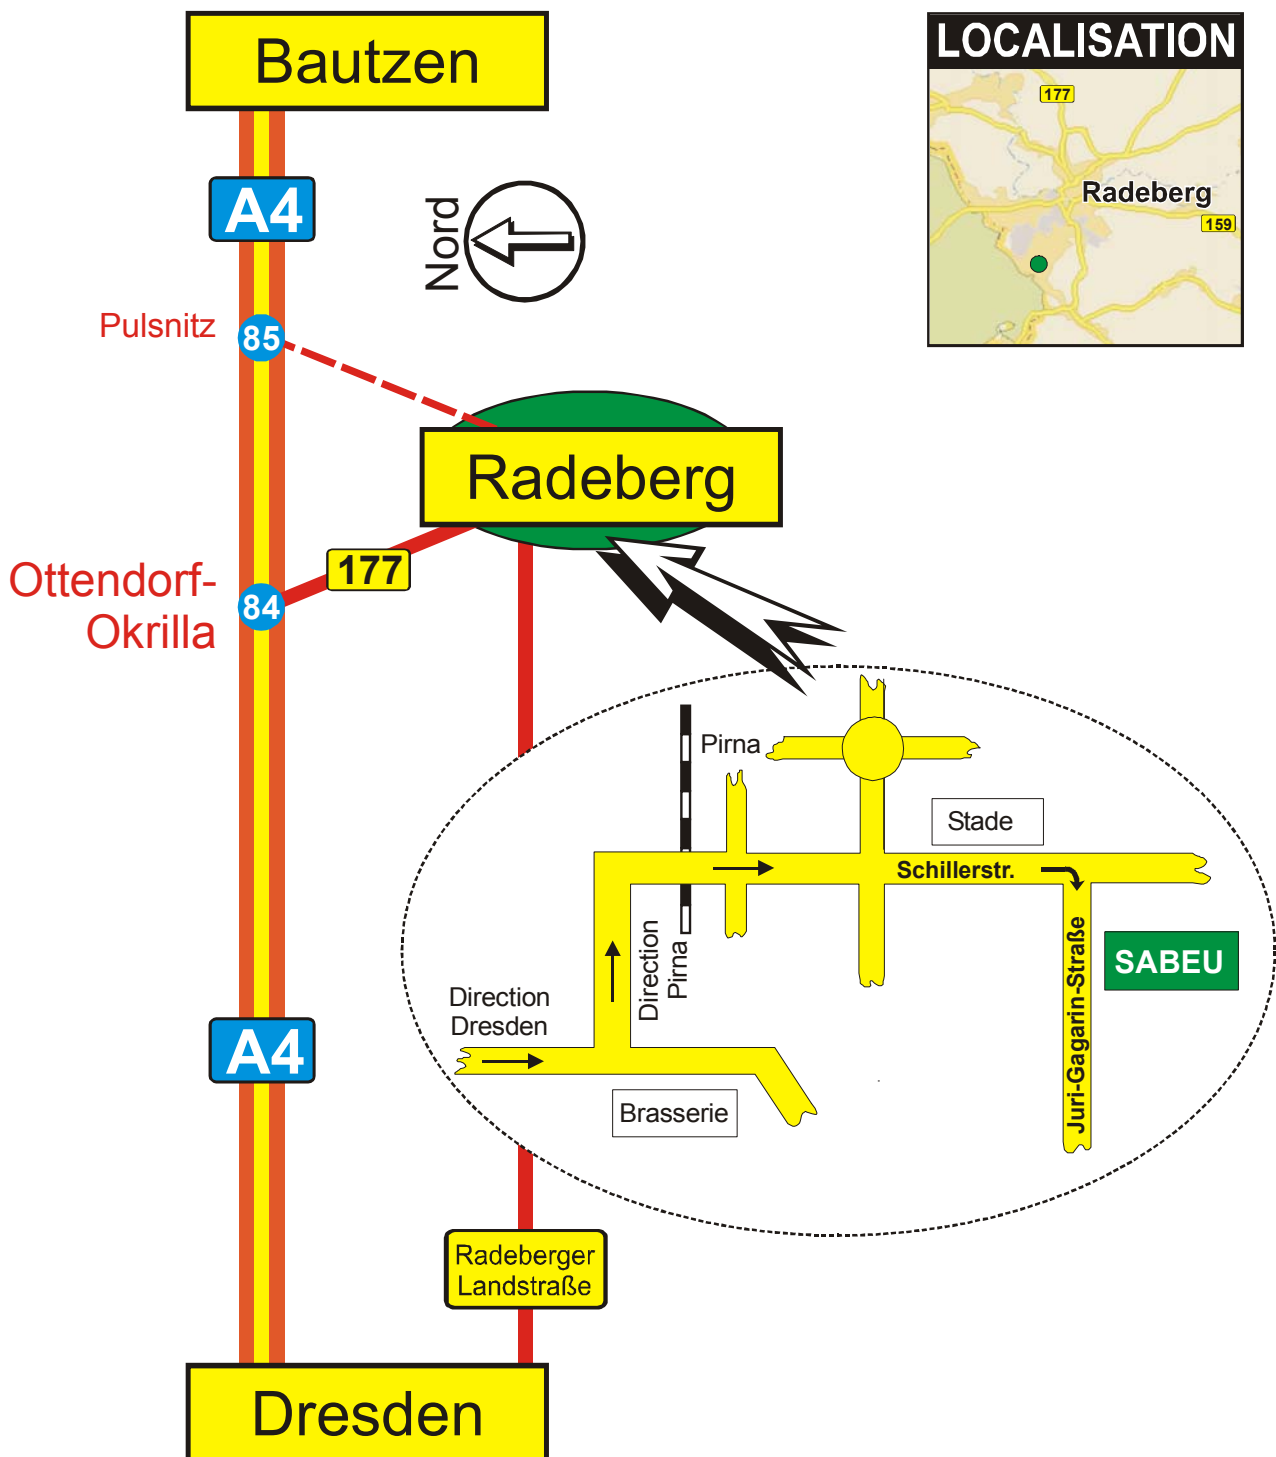 Bautzen
LOCALISATION
177
Radeberg
159
A4
Nord
Pulsnitz
85
Radeberg
177
Ottendorf-
Okrilla
84
Pirna
Stade
Schillerstr.
Direction
Pirna
Juri-Gagarin-Straße
SABEU
Direction
Dresden
A4
Brasserie
Radeberger
Landstraße
Dresden